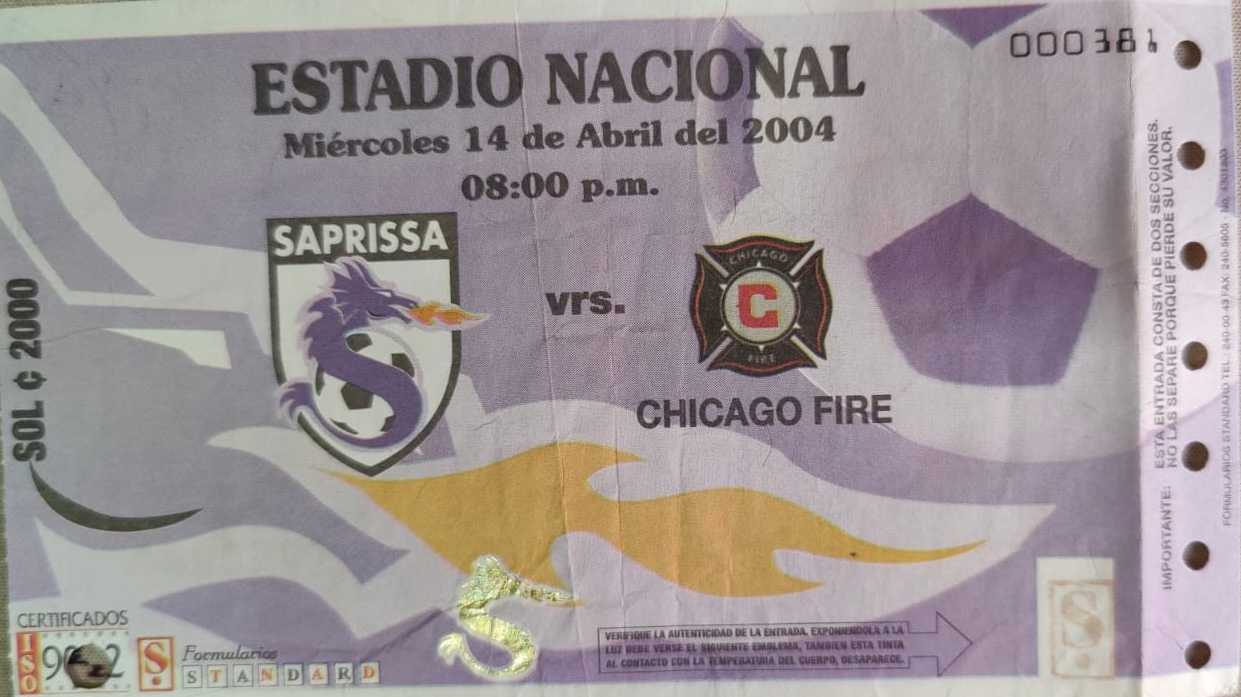 ESTADIO NACIONAL
000381
Miércoles 14 de Abril del 2004
08:00 p.m.
SAPRISSA
vrs.
CHICAGO
C
FIRE
CHICAGO FIRE
SOL ¢ 2000
CERTIFICADOS
ISO
S
Formularios
STANDARD
S
VERIFIQUE LA AUTENTICIDAD DE LA ENTRADA, EXPONIENDOLA A LA
LUZ DEBE VERSE EL SIGUIENTE EMBLEMA, TAMBIEN ESTA TINTA
AL CONTACTO CON LA TEMPERATURA DEL CUERPO, DESAPARECE.
S
IMPORTANTE: ESTA ENTRADA CONSTA DE DOS SECCIONES.
NO LAS SEPARE PORQUE PIERDE SU VALOR.
FORMULARIOS STANDARD TEL.: